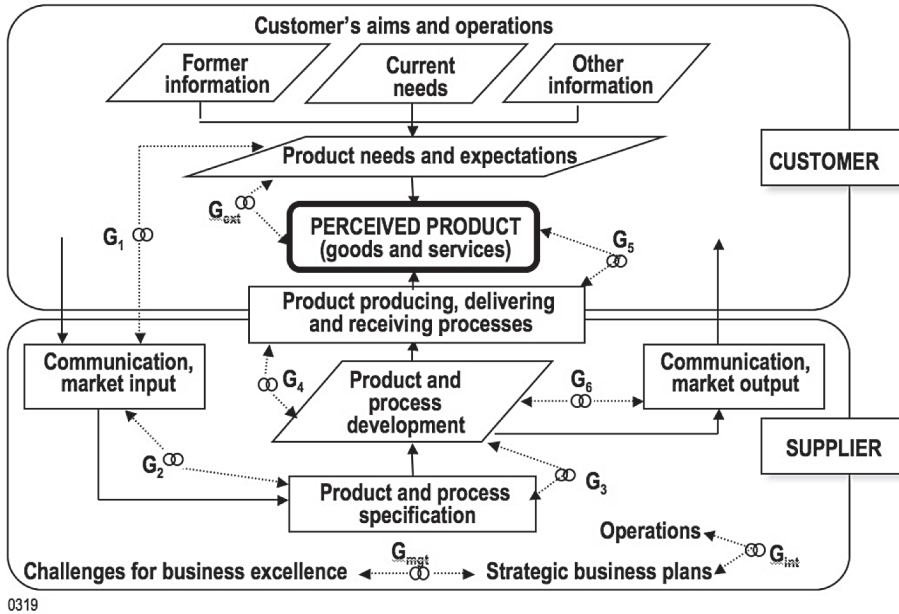 Customer's aims and operations
Former
information
Current
needs
Other
information
Product needs and expectations
CUSTOMER
G1
Gext
PERCEIVED PRODUCT
(goods and services)
G5
Product producing, delivering
and receiving processes
Communication,
market input
G4
Product and
process
development
G6
Communication,
market output
SUPPLIER
G2
G3
Product and process
specification
Operations
Gint
Challenges for business excellence
Gmgt
Strategic business plans
0319